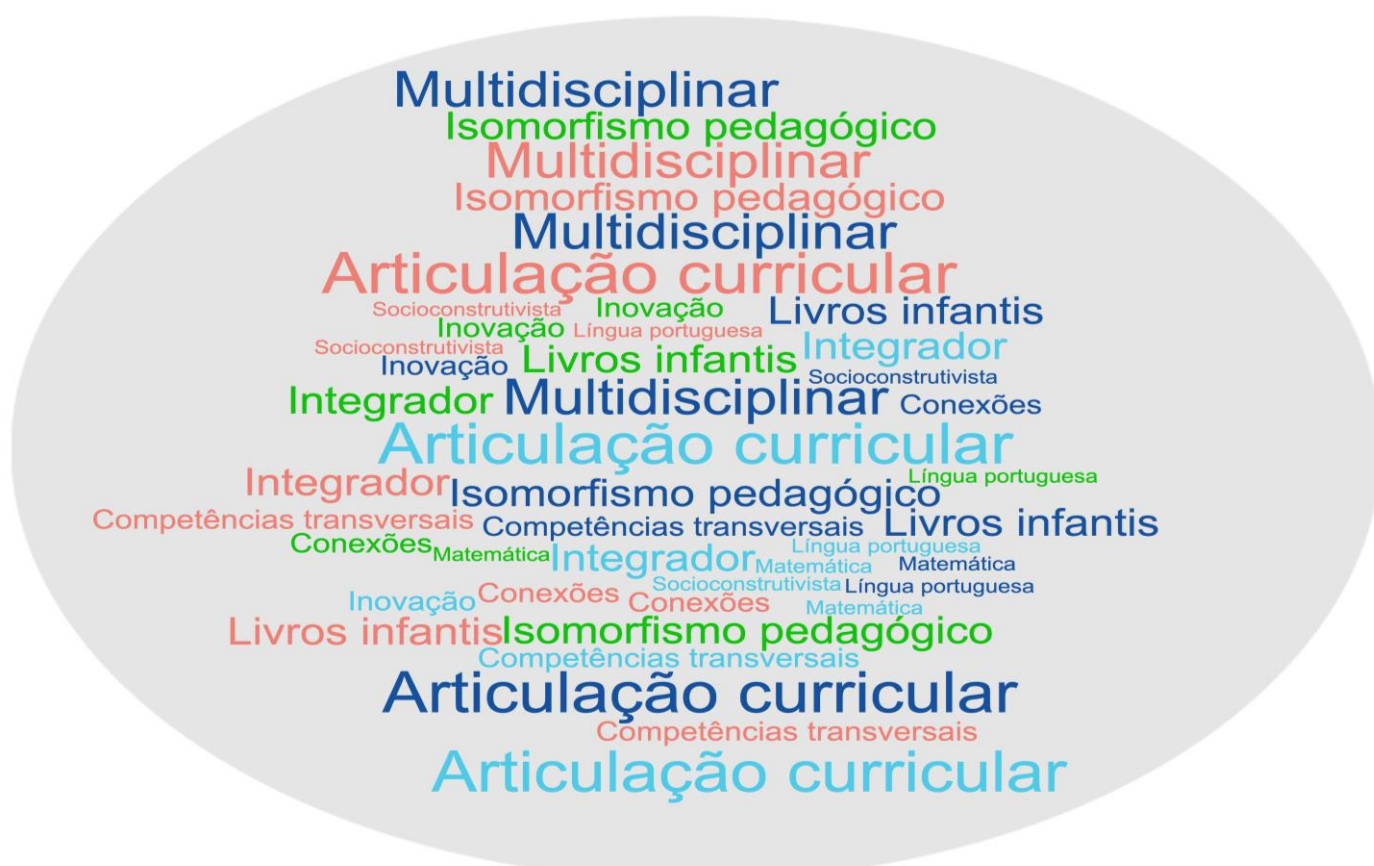 Multidisciplinar
Isomorfismo pedagógico
Multidisciplinar
Isomorfismo pedagógico
Multidisciplinar
Articulação curricular
Socioconstrutivista Inovação Livros infantis
Inovação Língua portuguesa
Socioconstrutivista Livros infantis Integrador
Inovação Socioconstrutivista
Integrador Multidisciplinar Conexões
Articulação curricular
Integrador Isomorfismo pedagógico Língua portuguesa
Competências transversais Competências transversais Livros infantis
Conexões Matemática Integrador Língua portuguesa
Matemática Matemática
Socioconstrutivista Língua portuguesa
Inovação Conexões Conexões Matemática
Livros infantis Isomorfismo pedagógico
Competências transversais
Articulação curricular
Competências transversais
Articulação curricular